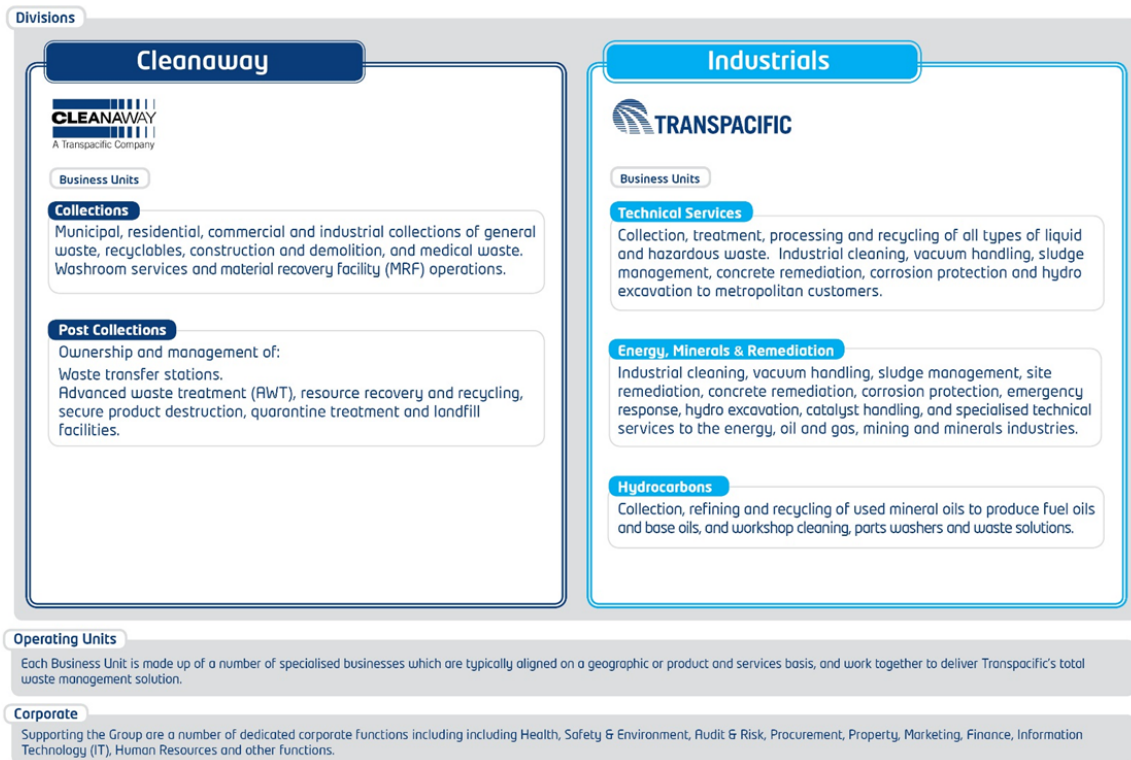 Divisions
Cleanaway
CLEANAWAY
A Transpacific Company
Business Units
Collections
Municipal, residential, commercial and industrial collections of general
waste, recyclables, construction and demolition, and medical waste.
Washroom services and material recovery facility (MRF) operations.
Post Collections
Ownership and management of:
Waste transfer stations.
Advanced waste treatment (AWT), resource recovery and recycling,
secure product destruction, quarantine treatment and landfill
facilities.
Industrials
TRANSPACIFIC
Business Units
Technical Services
Collection, treatment, processing and recycling of all types of liquid
and hazardous waste. Industrial cleaning, vacuum handling, sludge
management, concrete remediation, corrosion protection and hydro
excavation to metropolitan customers.
Energy, Minerals & Remediation
Industrial cleaning, vacuum handling, sludge management, site
remediation, concrete remediation, corrosion protection, emergency
response, hydro excavation, catalyst handling, and specialised technical
services to the energy, oil and gas, mining and minerals industries.
Hydrocarbons
Collection, refining and recycling of used mineral oils to produce fuel oils
and base oils, and workshop cleaning, parts washers and waste solutions.
Operating Units
Each Business Unit is made up of a number of specialised businesses which are typically aligned on a geographic or product and services basis, and work together to deliver Transpacific's total
waste management solution.
Corporate
Supporting the Group are a number of dedicated corporate functions including including Health, Safety & Environment, Audit & Risk, Procurement, Property, Marketing, Finance, Information
Technology (IT), Human Resources and other functions.